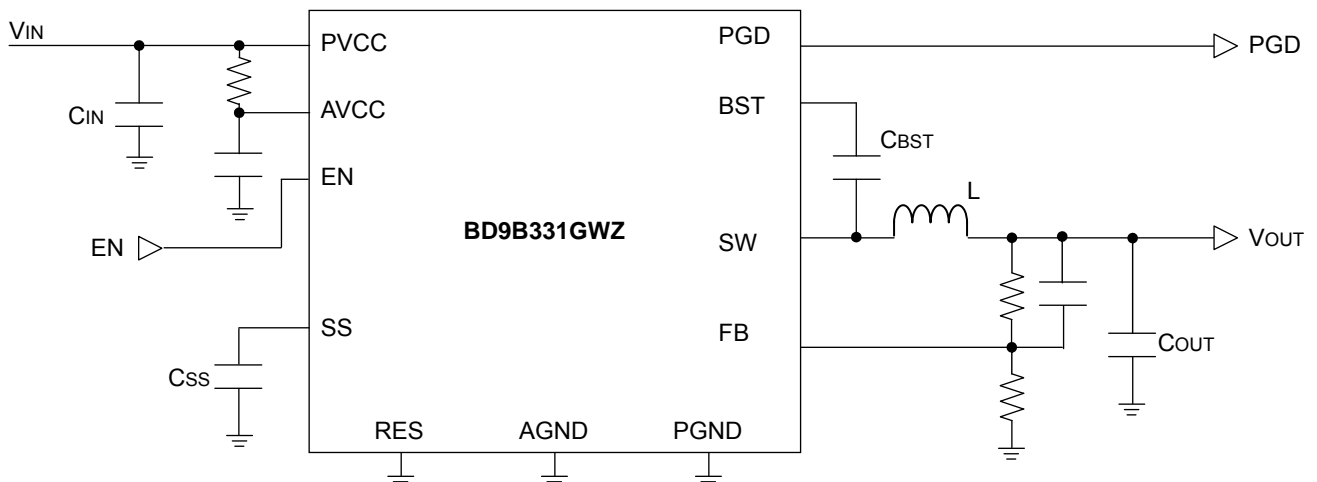 VIN
PVCC
PGD
PGD
AVCC
BST
CIN
CBST
EN
L
BD9B331GWZ
SW
EN
VOUT
SS
FB
COUT
CSS
RES
AGND
PGND